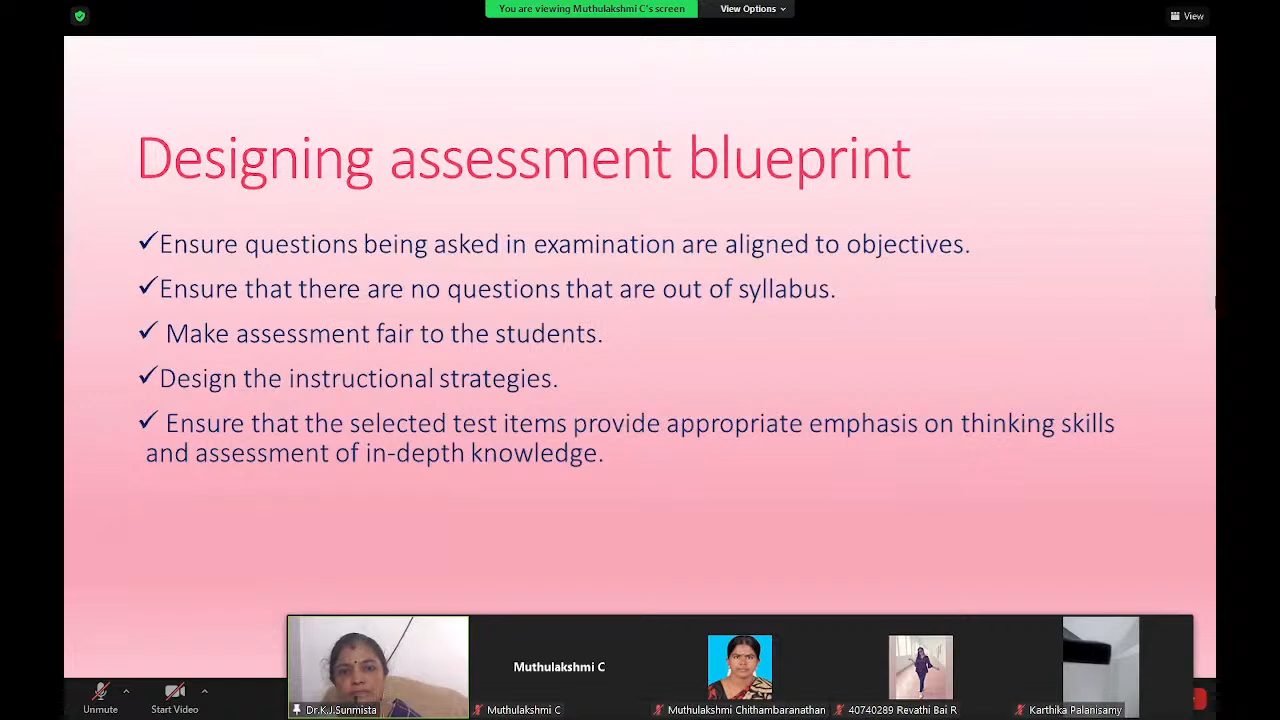 You are viewing Muthulakshmi C's screen
View Options
View
Designing assessment blueprint
✓Ensure questions being asked in examination are aligned to objectives.
✓Ensure that there are no questions that are out of syllabus.
✓ Make assessment fair to the students.
✓Design the instructional strategies.
✓ Ensure that the selected test items provide appropriate emphasis on thinking skills
and assessment of in-depth knowledge.
Muthulakshmi C
Unmute
Start Video
Dr.K.J.Sunmista
Muthulakshmi C
Muthulakshmi Chithambaranathan
40740289 Revathi Bai R
Karthika Palanisamy